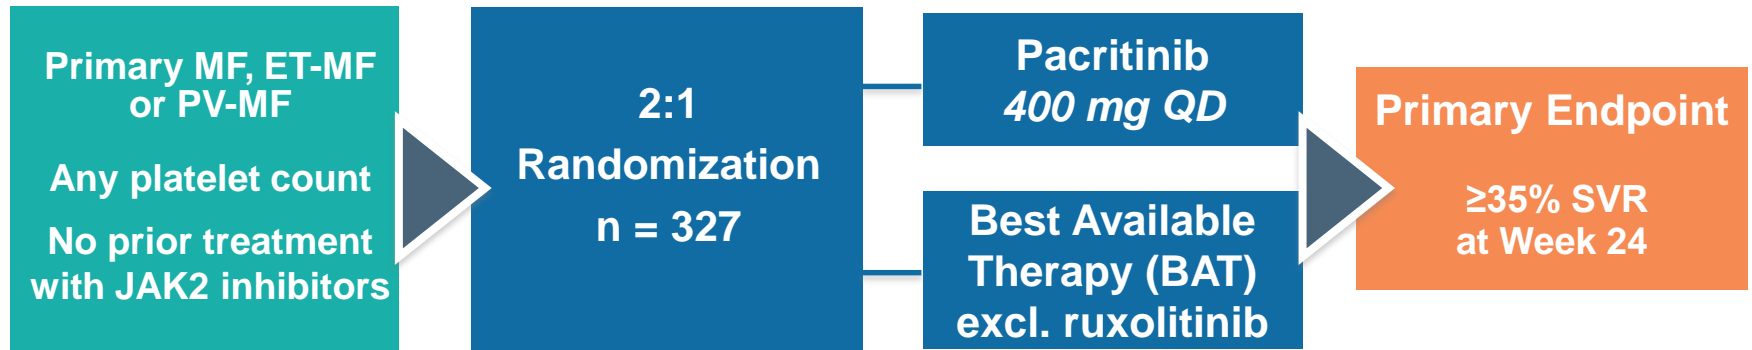 Primary MF, ET-MF
or PV-MF
Any platelet count
No prior treatment
with JAK2 inhibitors
2:1
Randomization
n = 327
Pacritinib
400 mg QD
Best Available
Therapy (BAT)
excl. ruxolitinib
Primary Endpoint
≥35% SVR
at Week 24